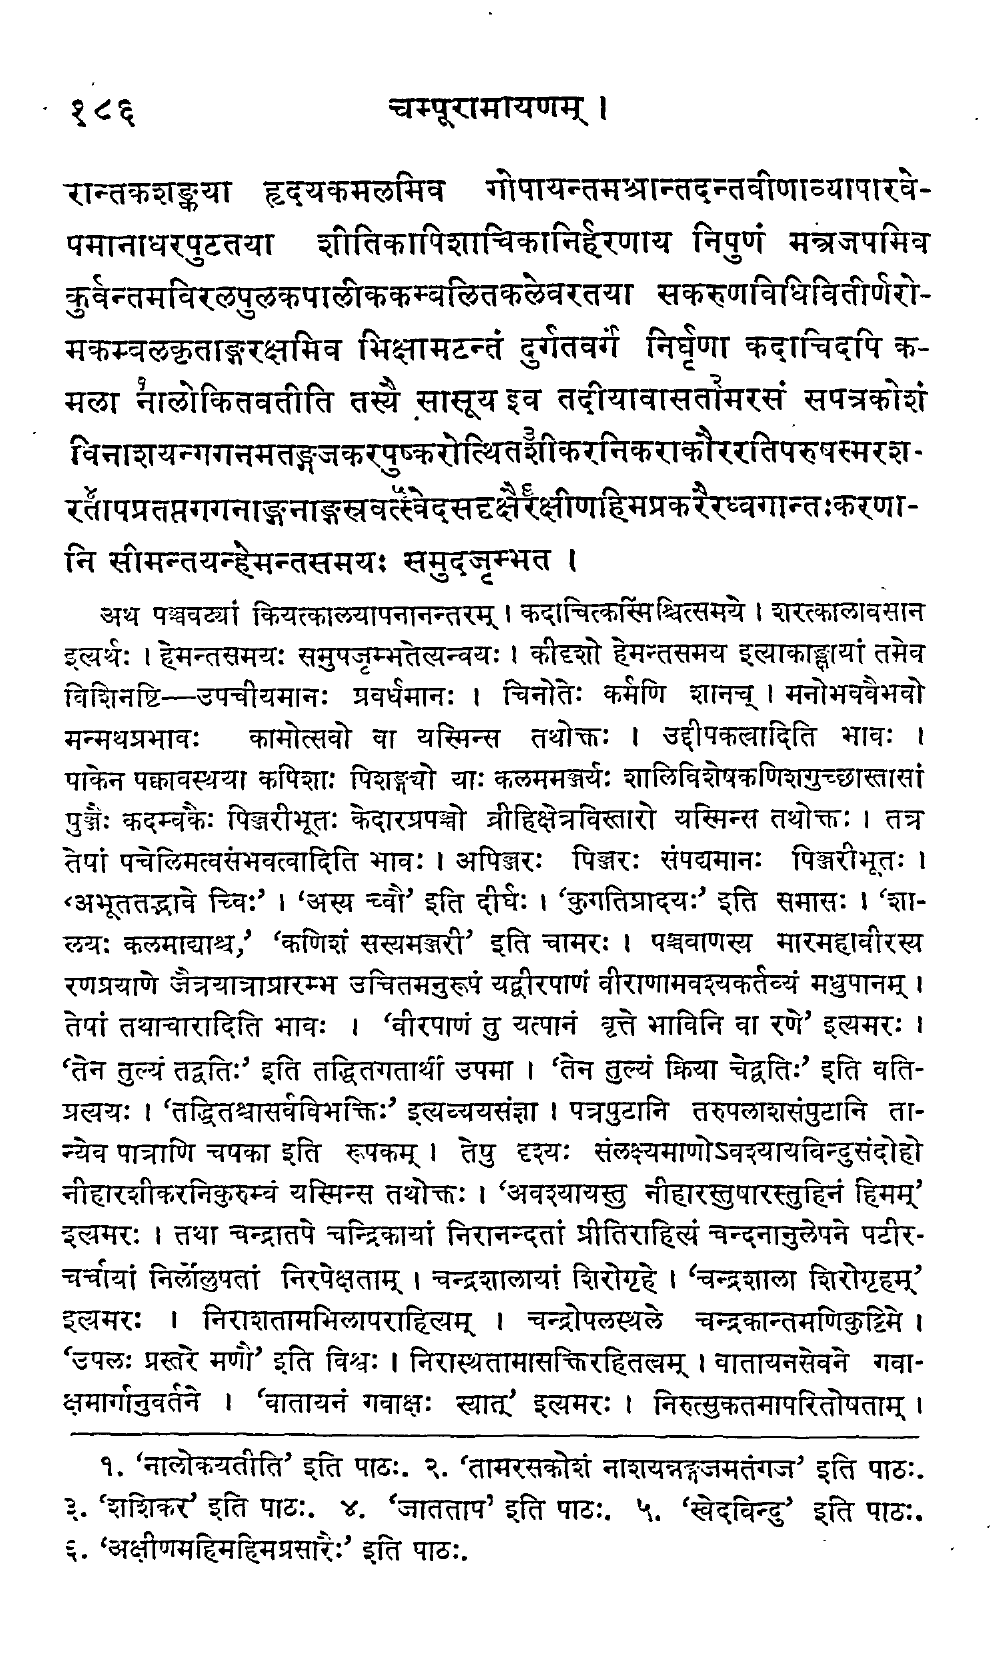 १८६ चम्पूरामायणम् ।
रान्तकशङ्कया हृदयकमलमिव गोपायन्तमश्रान्तदन्तवीणाव्यापारवे-
पमानाधरपुटतया शीतिकापिशाचिकानिर्हरणाय निपुणं मन्त्रजपमिव
कुर्वन्तमविरलपुलकपालीककम्बलितकलेवरतया सकरुणविधिवितीर्णरो-
मकम्बलकृताङ्गरक्षमिव भिक्षामटन्तं दुर्गतवर्गं निर्घृणा कदाचिदपि क-
मला १नालोकितवतीति तस्यै सासूय इव तदीयावासता२मरसं सपत्रकोशं
विनाशयन्गगनमतङ्गजकरपुष्करोत्थित३शीकरनिकराकारैरतिपरुषस्मरश-
र४तापप्रतप्तगगनाङ्गनाङ्गस्रवत्५स्वेदसदृक्षै६रक्षीणहिमप्रकरैरध्वगान्तःकरणा-
नि सीमन्तयन्हेमन्तसमयः समुदजृम्भत ।
अथ पञ्चवट्यां कियत्कालयापनानन्तरम् । कदाचित्कस्मिंश्चित्समये । शरत्कालावसान
इत्यर्थः । हेमन्तसमयः समुपजृम्भतेत्यन्वयः । कीदृशो हेमन्तसमय इत्याकाङ्क्षायां तमेव
विशिनष्टि—उपचीयमानः प्रवर्धमानः । चिनोतेः कर्मणि शानच् । मनोभववैभवो
मन्मथप्रभावः कामोत्सवो वा यस्मिन्स तथोक्तः । उद्दीपकत्वादिति भावः ।
पाकेन पक्वावस्थया कपिशाः पिशङ्ग्यो याः कलममञ्जर्यः शालिविशेषकणिशगुच्छास्तासां
पुञ्जैः कदम्बकैः पिञ्जरीभूतः केदारप्रपञ्चो व्रीहिक्षेत्रविस्तारो यस्मिन्स तथोक्तः । तत्र
तेषां पचेलिमत्वसंभवत्वादिति भावः । अपिञ्जरः पिञ्जरः संपद्यमानः पिञ्जरीभूतः ।
‘अभूततद्भावे च्विः’ । ‘अस्य च्वौ’ इति दीर्घः । ‘कुगतिप्रादयः’ इति समासः । ‘शा-
लयः कलमाद्याश्च,’ ‘कणिशं सस्यमञ्जरी’ इति चामरः । पञ्चबाणस्य मारमहावीरस्य
रणप्रयाणे जैत्रयात्राप्रारम्भ उचितमनुरूपं यद्वीरपाणं वीराणामवश्यकर्तव्यं मधुपानम् ।
तेषां तथाचारादिति भावः । ‘वीरपाणं तु यत्पानं वृत्ते भाविनि वा रणे’ इत्यमरः ।
‘तेन तुल्यं तद्वतिः’ इति तद्धितगतार्थी उपमा । ‘तेन तुल्यं क्रिया चेद्वतिः’ इति वति-
प्रत्ययः । ‘तद्धितश्चासर्वविभक्तिः’ इत्यव्ययसंज्ञा । पत्रपुटानि तरुपलाशसंपुटानि ता-
न्येव पात्राणि चषका इति रूपकम् । तेषु दृश्यः संलक्ष्यमाणोऽवश्यायबिन्दुसंदोहो
नीहारशीकरनिकुरुम्बं यस्मिन्स तथोक्तः । ‘अवश्यायस्तु नीहारस्तुषारस्तुहिनं हिमम्’
इत्यमरः । तथा चन्द्रातपे चन्द्रिकायां निरानन्दतां प्रीतिराहित्यं चन्दनानुलेपने पटीर-
चर्चायां निर्लोलुपतां निरपेक्षताम् । चन्द्रशालायां शिरोगृहे । ‘चन्द्रशाला शिरोगृहम्’
इत्यमरः । निराशतामभिलाषराहित्यम् । चन्द्रोपलस्थले चन्द्रकान्तमणिकुट्टिमे ।
‘उपलः प्रस्तरे मणौ’ इति विश्वः । निरास्थतामासक्तिरहितत्वम् । वातायनसेवने गवा-
क्षमार्गानुवर्तने । ‘वातायनं गवाक्षः स्यात्’ इत्यमरः । निरुत्सुकतामपरितोषताम् ।
१. ‘नालोकयतीति’ इति पाठः. २. ‘तामरसकोशं नाशयन्नङ्गजमतंगज’ इति पाठः.
३. ‘शशिकर’ इति पाठः. ४. ‘जातताप’ इति पाठः. ५. ‘स्वेदबिन्दु’ इति पाठः.
६. ‘अक्षीणमहिमहिमप्रसारैः’ इति पाठः.